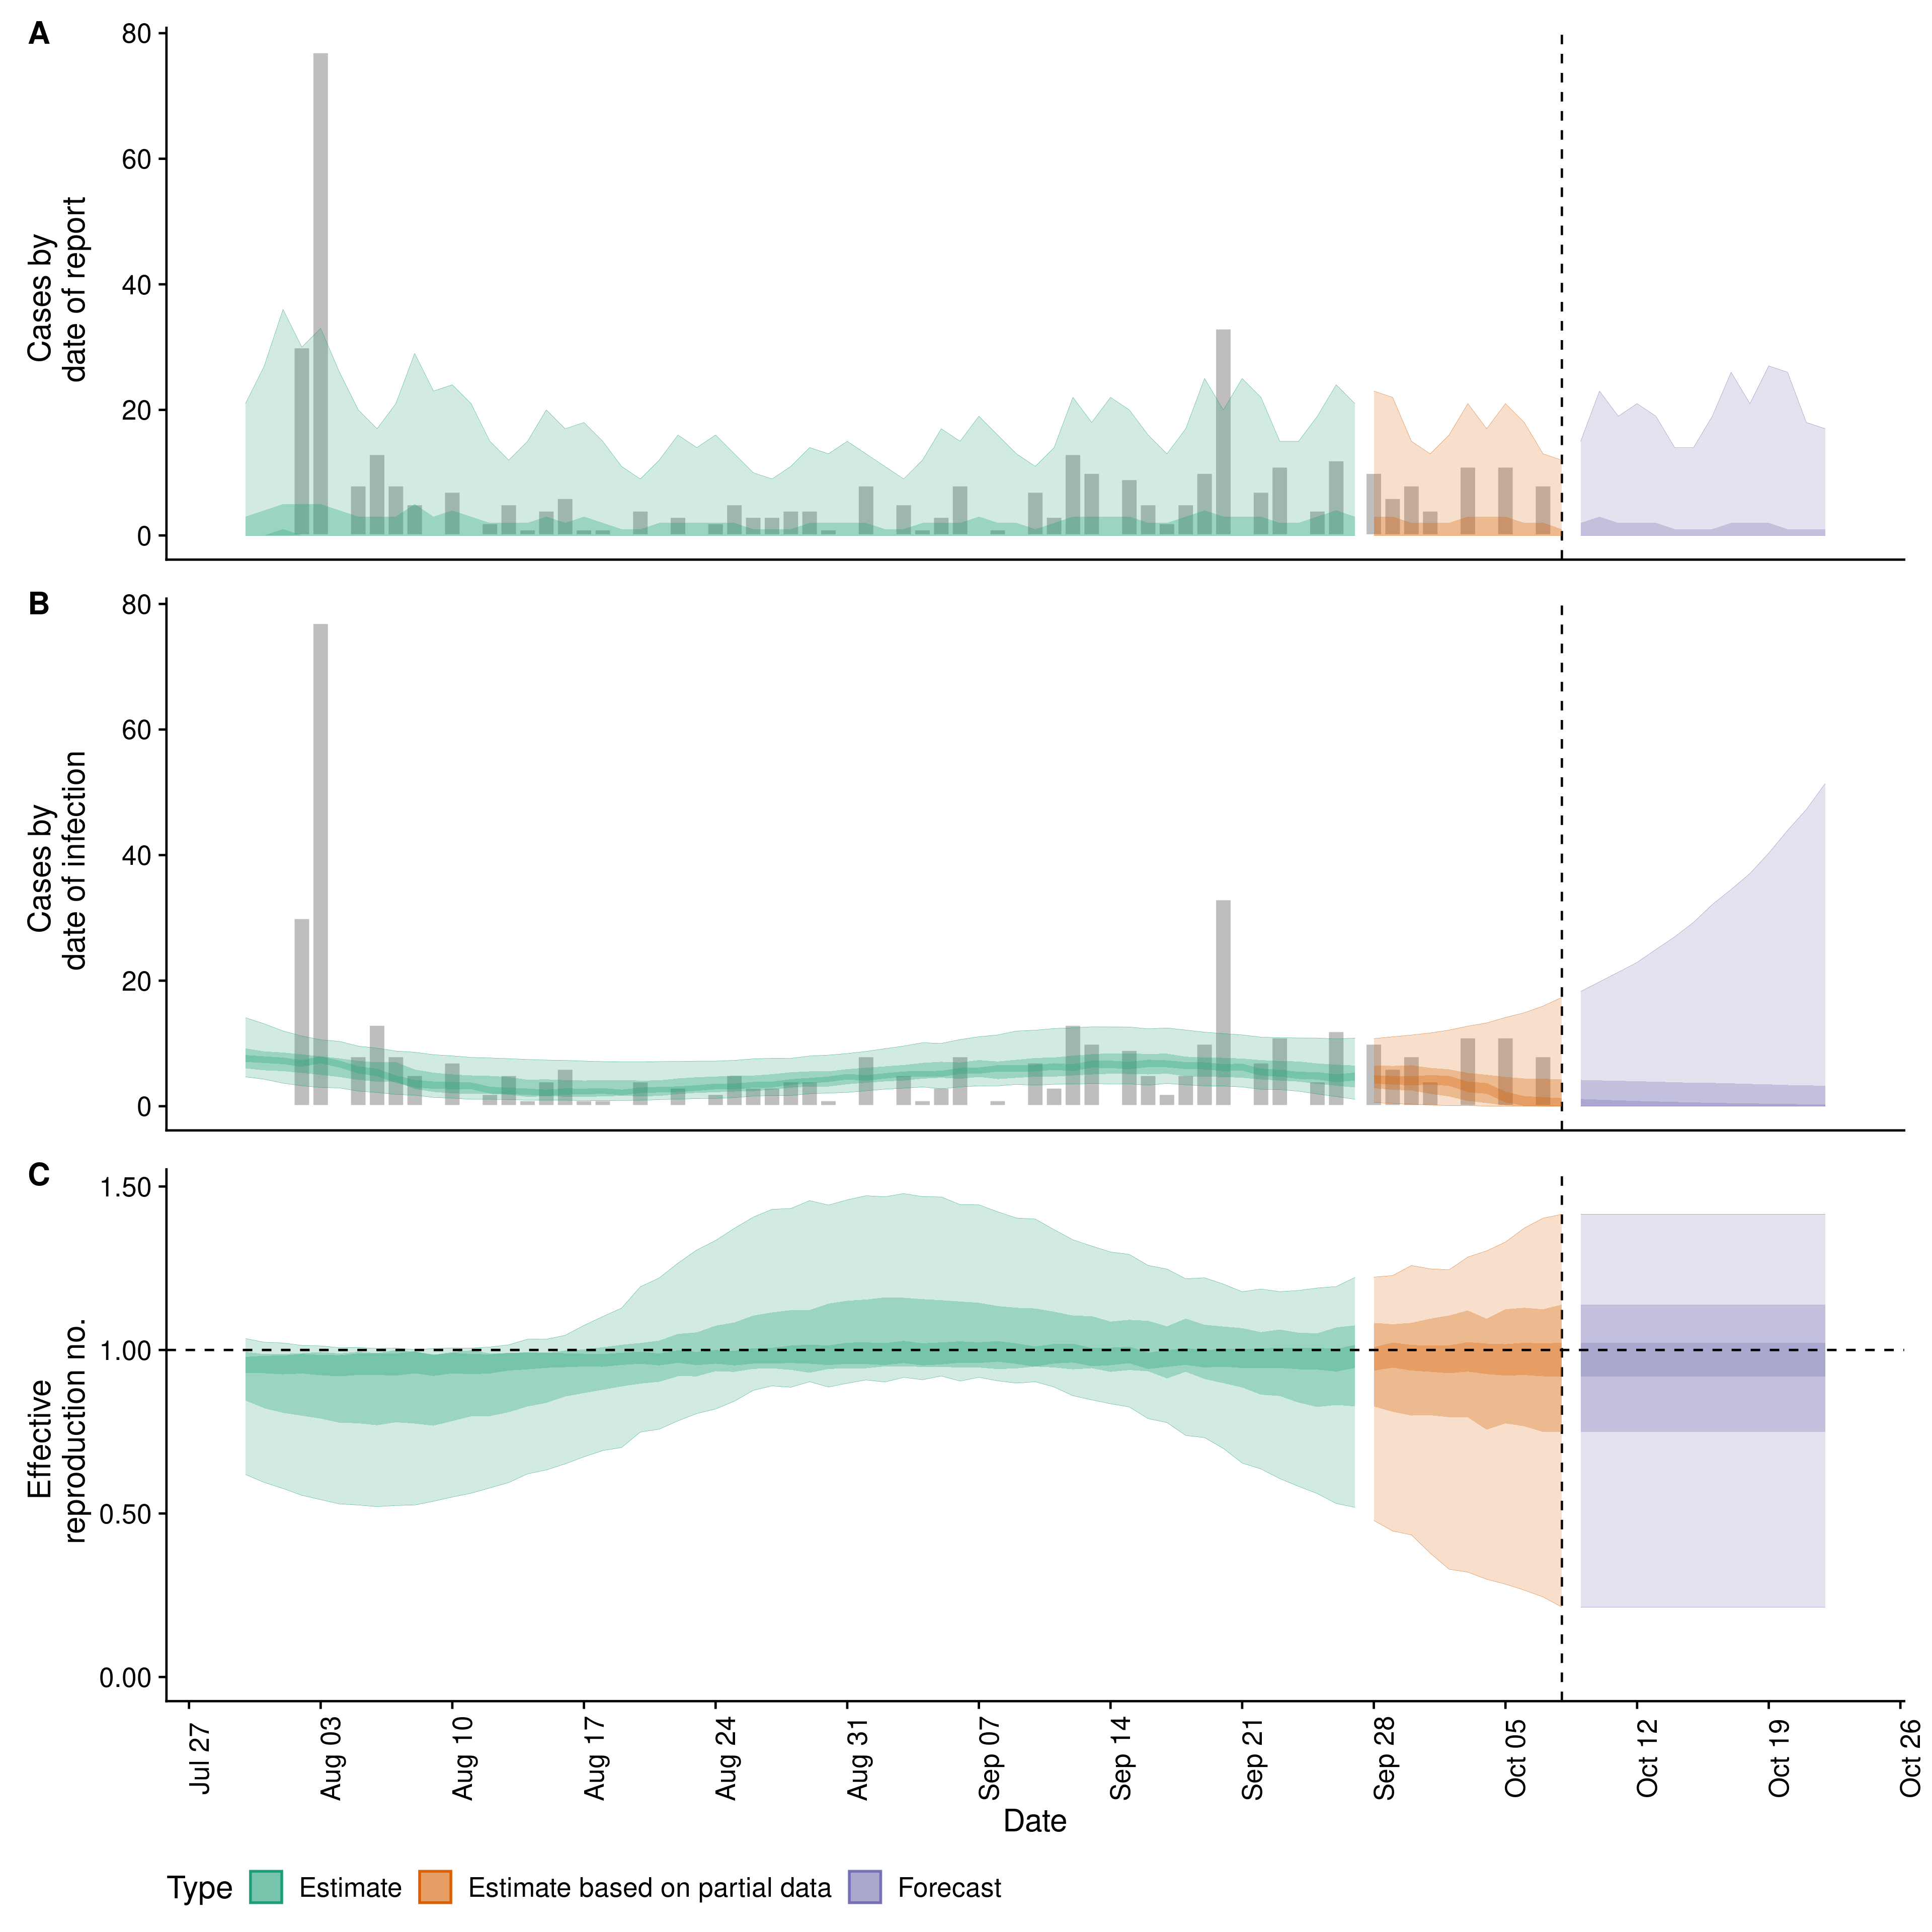 A
80
60
40
20
0
Cases by
date of report
B
80
60
40
20
0
Cases by
date of infection
C
1.50
1.00
0.50
0.00
Effective
reproduction no.
Jul 27
Aug 03
Aug 10
Aug 17
Aug 24
Aug 31
Sep 07
Sep 14
Sep 21
Sep 28
Oct 05
Oct 12
Oct 19
Oct 26
Date
Type Estimate Estimate based on partial data Forecast